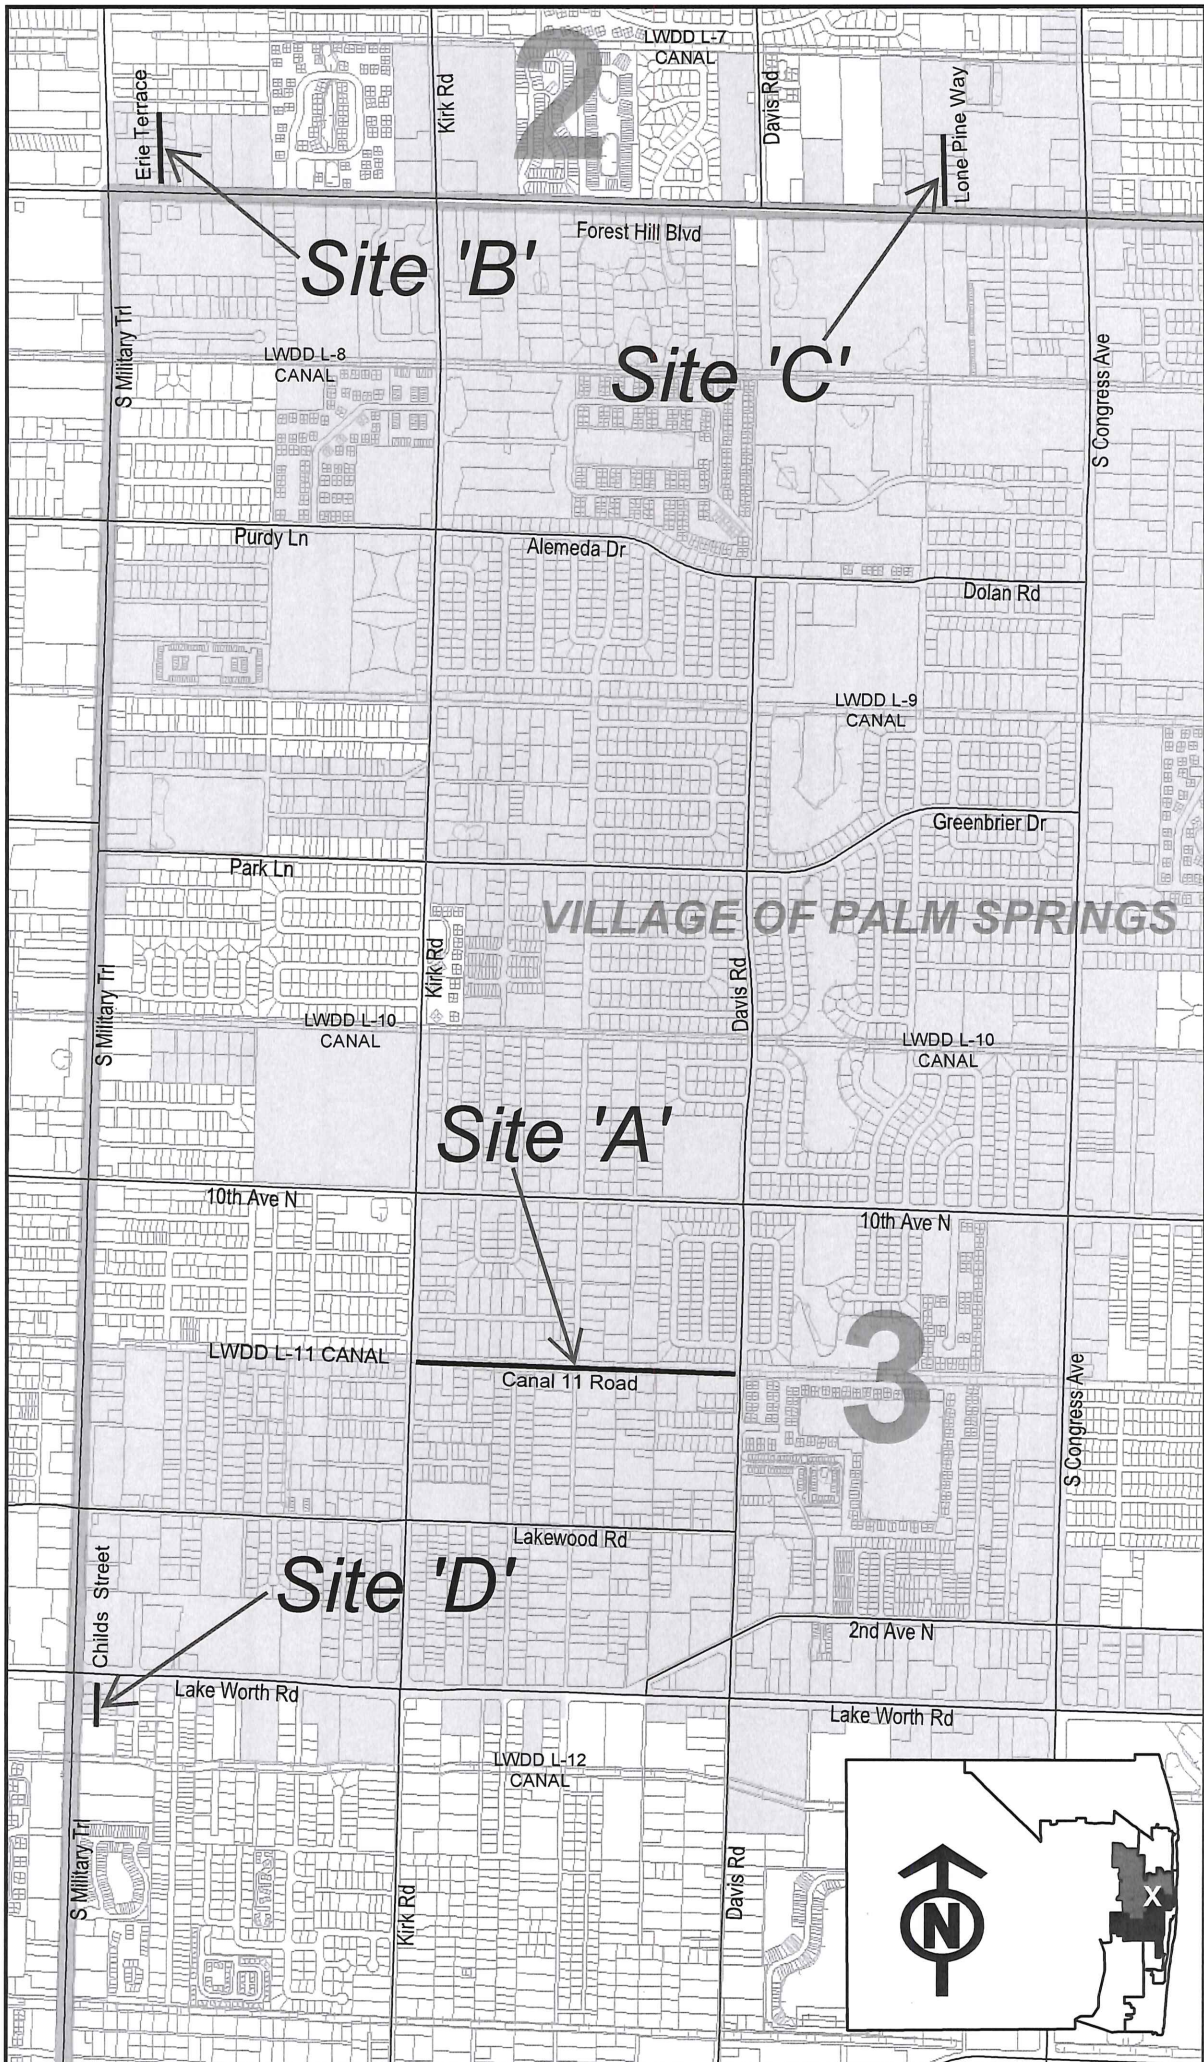 2
LWDD L-7
CANAL
Erie Terrace
Kirk Rd
Davis Rd
Lone Pine Way
Forest Hill Blvd
Site 'B'
Site 'C'
S Military Trl
LWDD L-8
CANAL
S Congress Ave
Purdy Ln
Alemeda Dr
Dolan Rd
LWDD L-9
CANAL
Greenbrier Dr
Park Ln
VILLAGE OF PALM SPRINGS
Kirk Rd
Davis Rd
S Military Trl
LWDD L-10
CANAL
LWDD L-10
CANAL
Site 'A'
10th Ave N
10th Ave N
LWDD L-11 CANAL
Canal 11 Road
3
S Congress Ave
Lakewood Rd
Childs Street
Site 'D'
2nd Ave N
Lake Worth Rd
Lake Worth Rd
LWDD L-12
CANAL
S Military Trl
Kirk Rd
Davis Rd
N
X